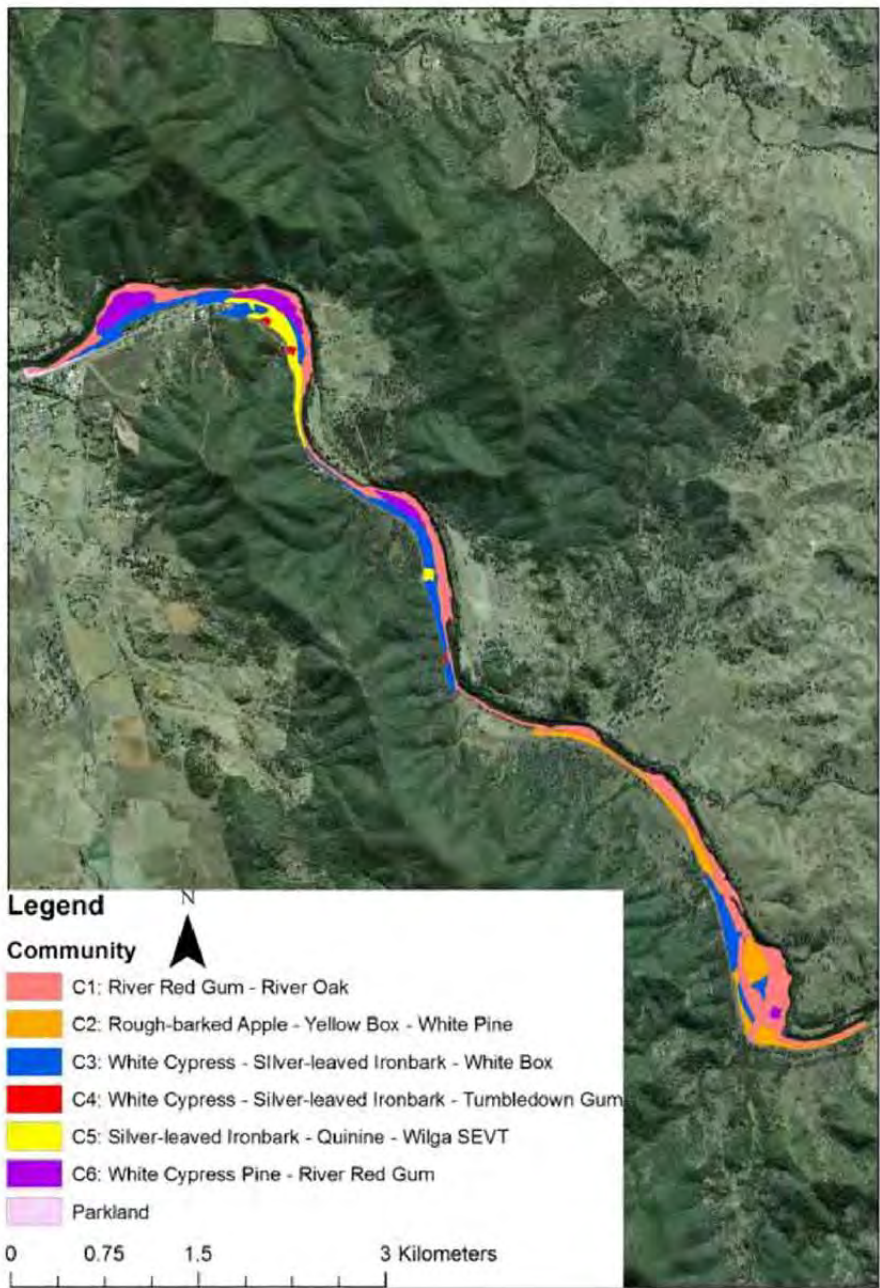 Legend
N
Community
C1: River Red Gum - River Oak
C2: Rough-barked Apple - Yellow Box - White Pine
C3: White Cypress - SIlver-leaved Ironbark - White Box
C4: White Cypress - Silver-leaved Ironbark - Tumbledown Gum
C5: Silver-leaved Ironbark - Quinine - Wilga SEVT
C6: White Cypress Pine - River Red Gum
Parkland
0 0.75 1.5 3 Kilometers